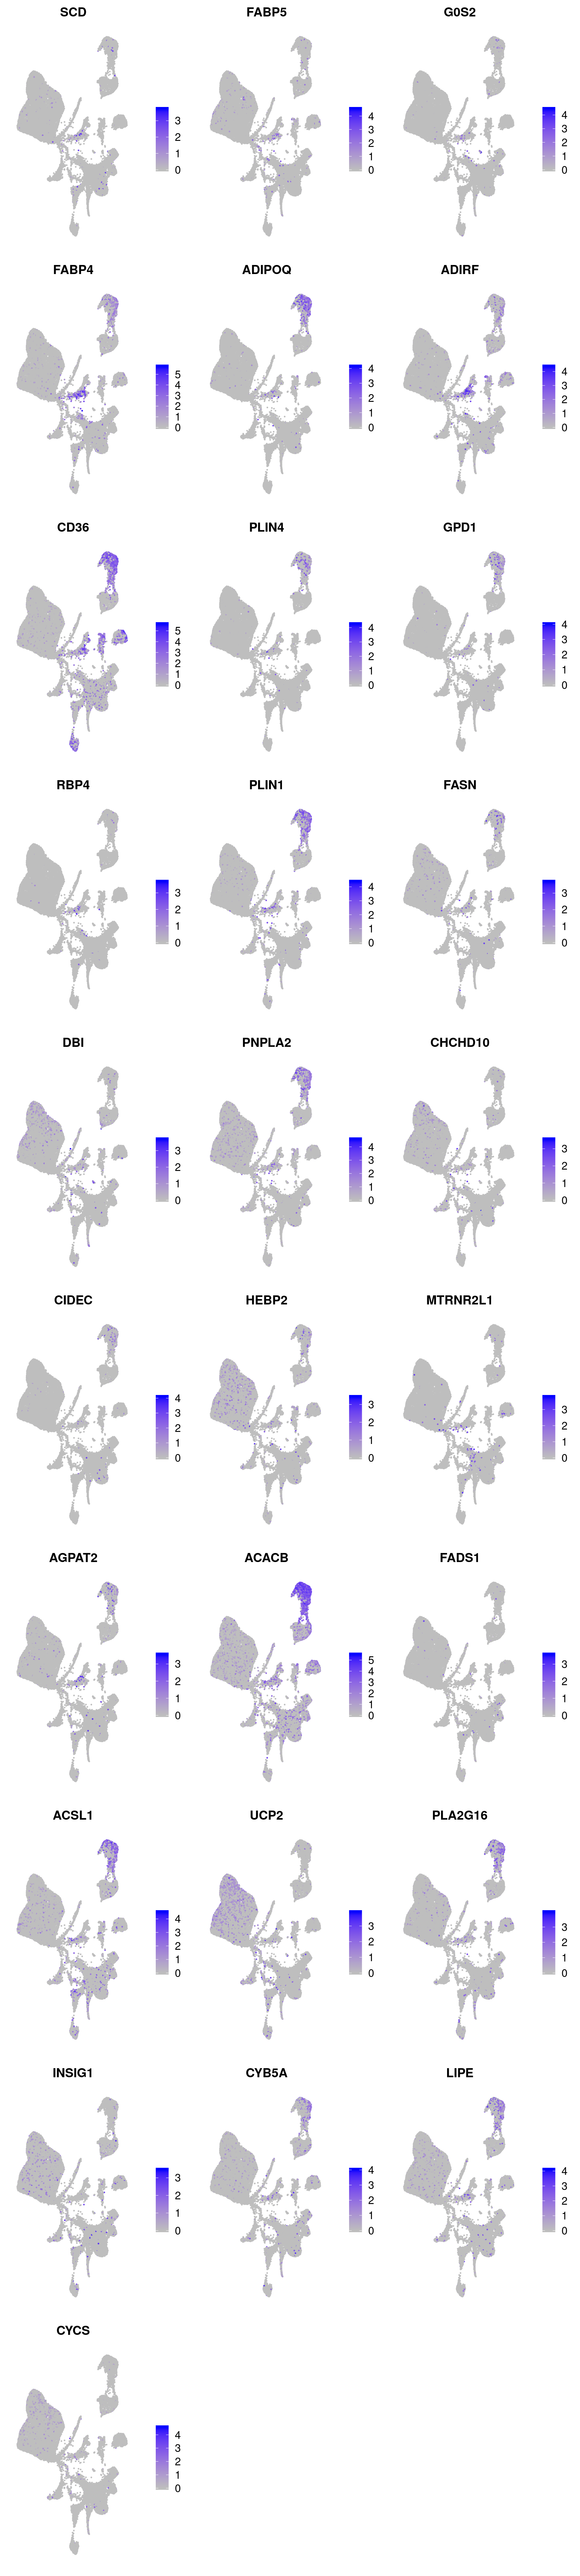 SCD FABP5 G0S2
3 2 1 0 4 3 2 1 0 4 3 2 1 0
FABP4 ADIPOQ ADIRF
5 4 3 2 1 0 4 3 2 1 0 4 3 2 1 0
CD36 PLIN4 GPD1
5 4 3 2 1 0 4 3 2 1 0 4 3 2 1 0
RBP4 PLIN1 FASN
3 2 1 0 4 3 2 1 0 3 2 1 0
DBI PNPLA2 CHCHD10
3 2 1 0 4 3 2 1 0 3 2 1 0
CIDEC HEBP2 MTRNR2L1
4 3 2 1 0 3 2 1 0 3 2 1 0
AGPAT2 ACACB FADS1
3 2 1 0 5 4 3 2 1 0 3 2 1 0
ACSL1 UCP2 PLA2G16
4 3 2 1 0 3 2 1 0 3 2 1 0
INSIG1 CYB5A LIPE
3 2 1 0 4 3 2 1 0 4 3 2 1 0
CYCS
4 3 2 1 0